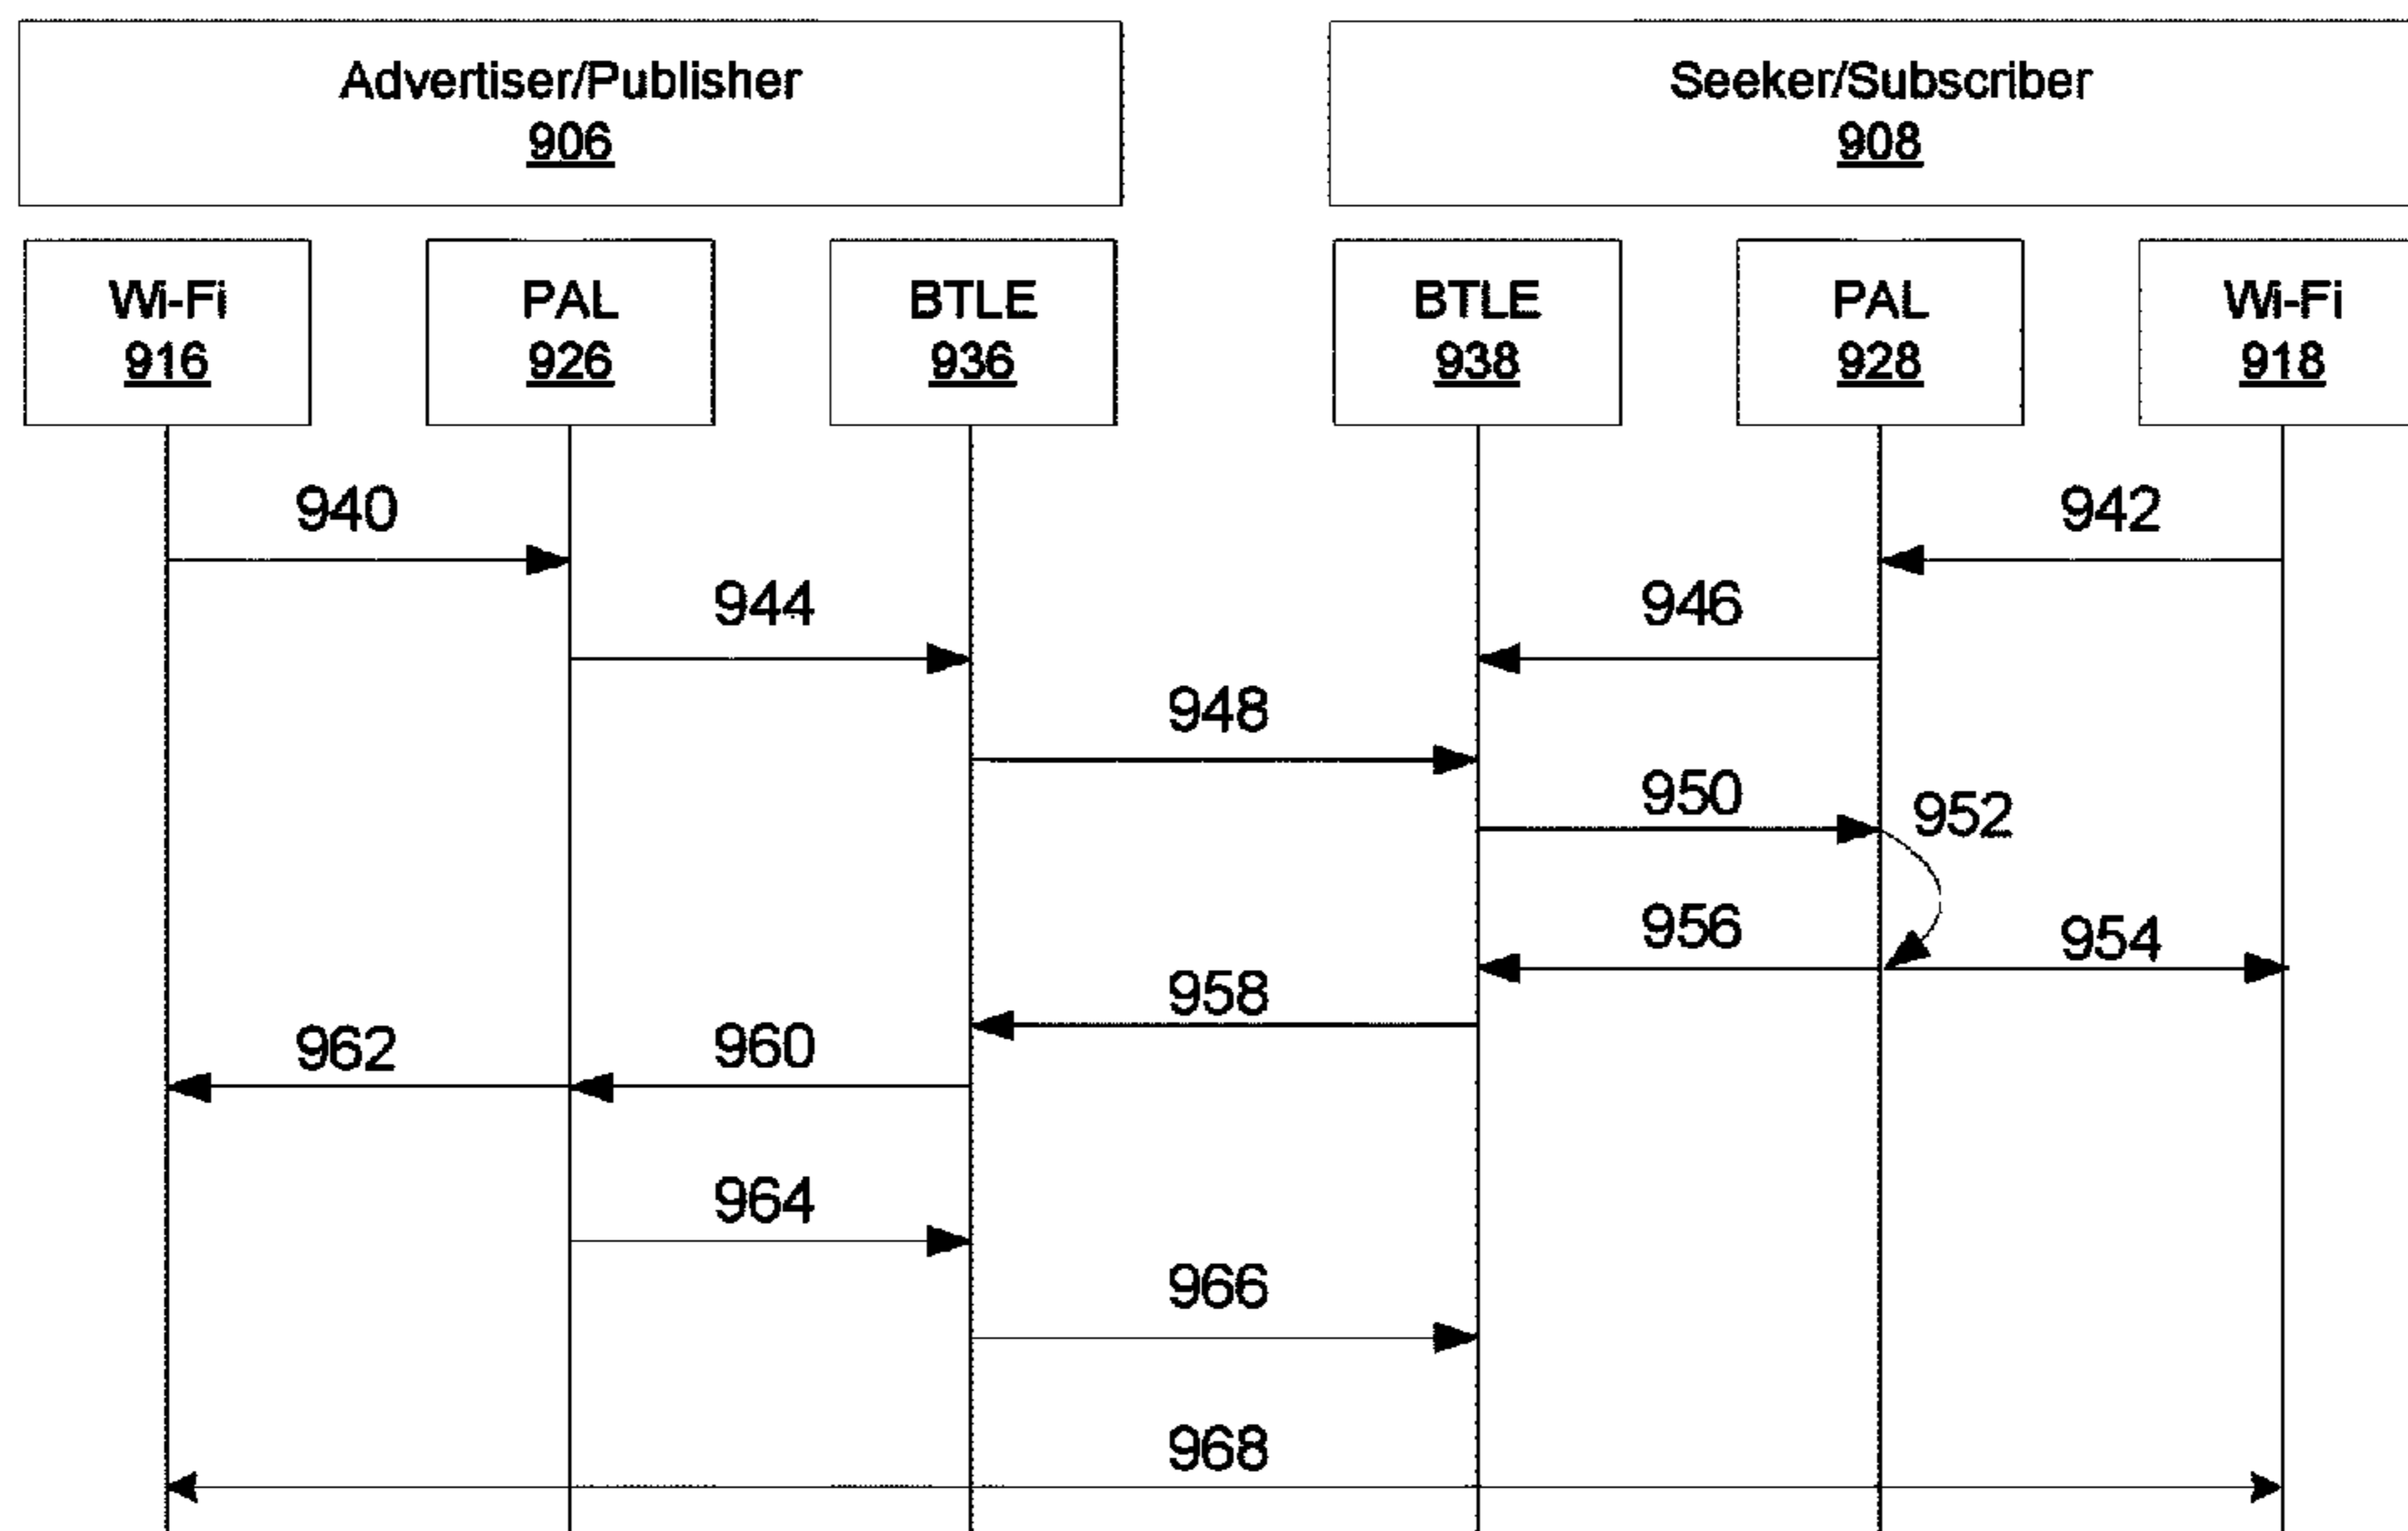 Advertiser/Publisher
906
Seeker/Subscriber
908
Wi-Fi
916
PAL
926
BTLE
936
BTLE
938
PAL
928
Wi-Fi
918
940
942
944
946
948
950
952
956
954
958
962
960
964
966
968